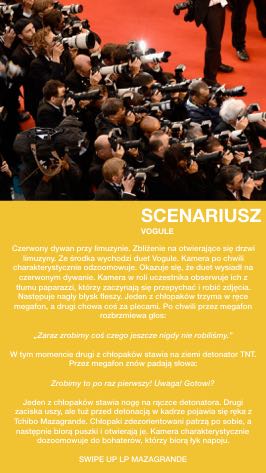 SCENARIUSZ
VOGULE
Czerwony dywan przy limuzynie. Zbliżenie na otwierające się drzwi
limuzyny. Ze środka wychodzi duet Vogule. Kamera po chwili
charakterystycznie odzoomowuje. Okazuje się, że duet wysiadł na
czerwonym dywanie. Kamera w roli uczestnika obserwuje ich z
tłumu paparazzi, którzy zaczynają się przepychać i robić zdjęcia.
Następuje nagły błysk fleszy. Jeden z chłopaków trzyma w ręce
megafon, a drugi chowa coś za plecami. Po chwili przez megafon
rozbrzmiewa głos:
„Zaraz zrobimy coś czego jeszcze nigdy nie robiliśmy."
W tym momencie drugi z chłopaków stawia na ziemi detonator TNT.
Przez megafon znów padają słowa:
Zrobimy to po raz pierwszy! Uwaga! Gotowi?
Jeden z chłopaków stawia nogę na rączce detonatora. Drugi
zaciska uszy, ale tuż przed detonacją w kadrze pojawia się ręka z
Tchibo Mazagrande. Chłopaki zdezorientowani patrzą po sobie, a
następnie biorą puszki i otwierają je. Kamera charakterystycznie
dozoomowuje do bohaterów, którzy biorą łyk napoju.
SWIPE UP LP MAZAGRANDE